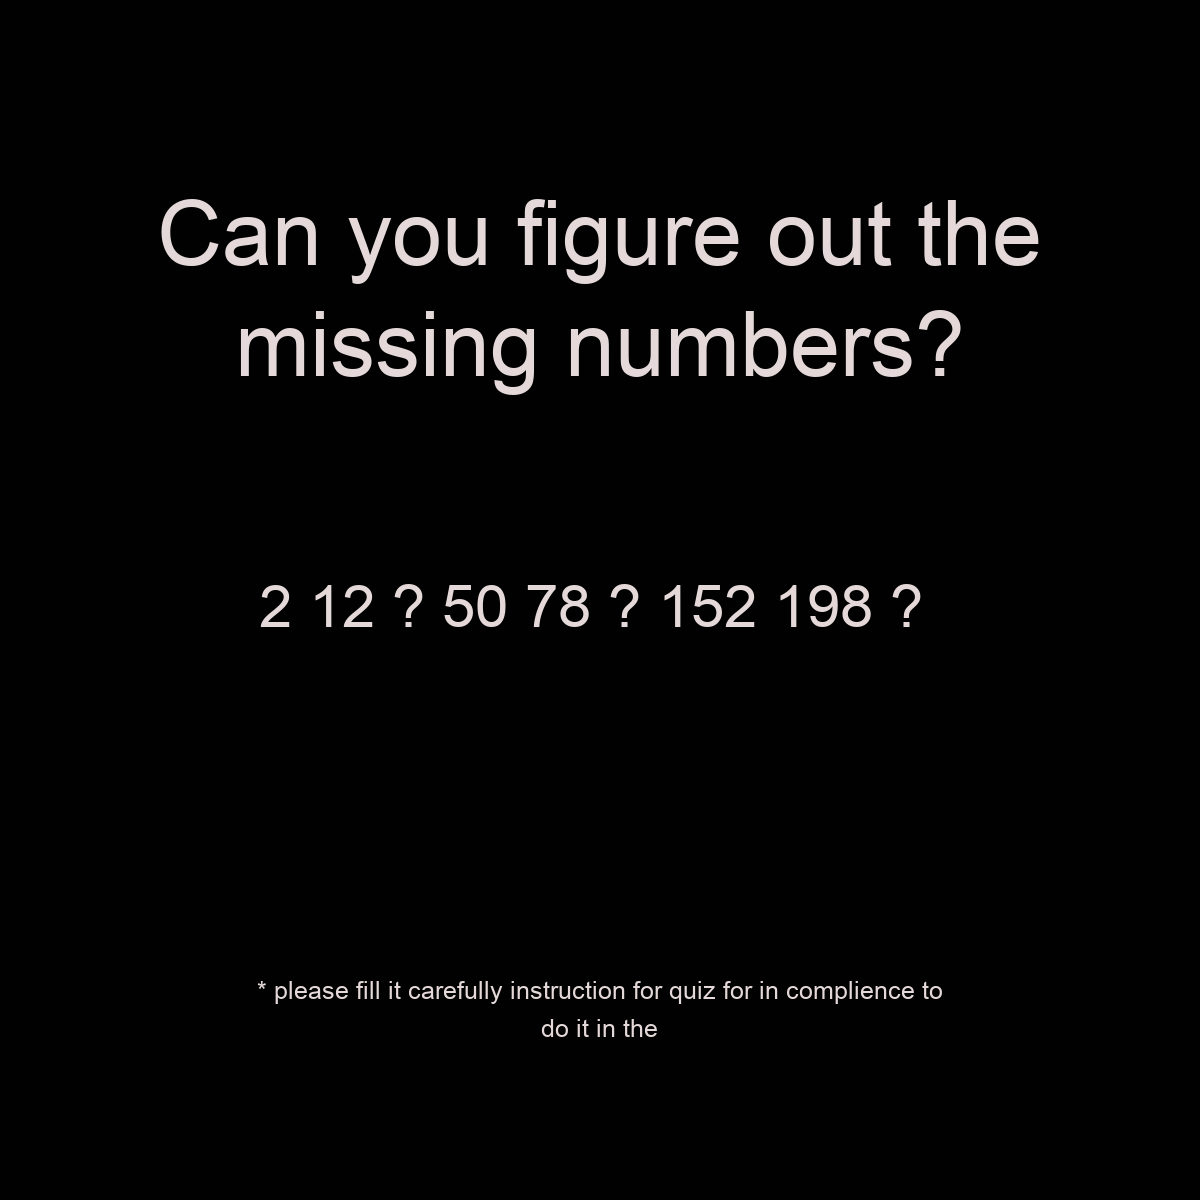 Can you figure out the
missing numbers?
2 12 ? 50 78 ? 152 198 ?
* please fill it carefully instruction for quiz for in complience to
do it in the